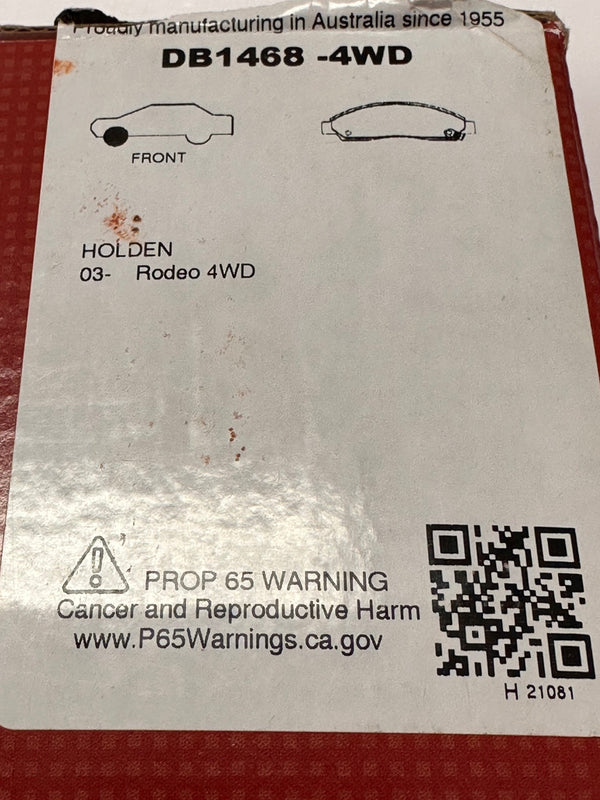 Proudly manufacturing in Australia since 1955
DB1468 -4WD
FRONT
HOLDEN
03- Rodeo 4WD
PROP 65 WARNING
Cancer and Reproductive Harm
www.P65Warnings.ca.gov
H 21081